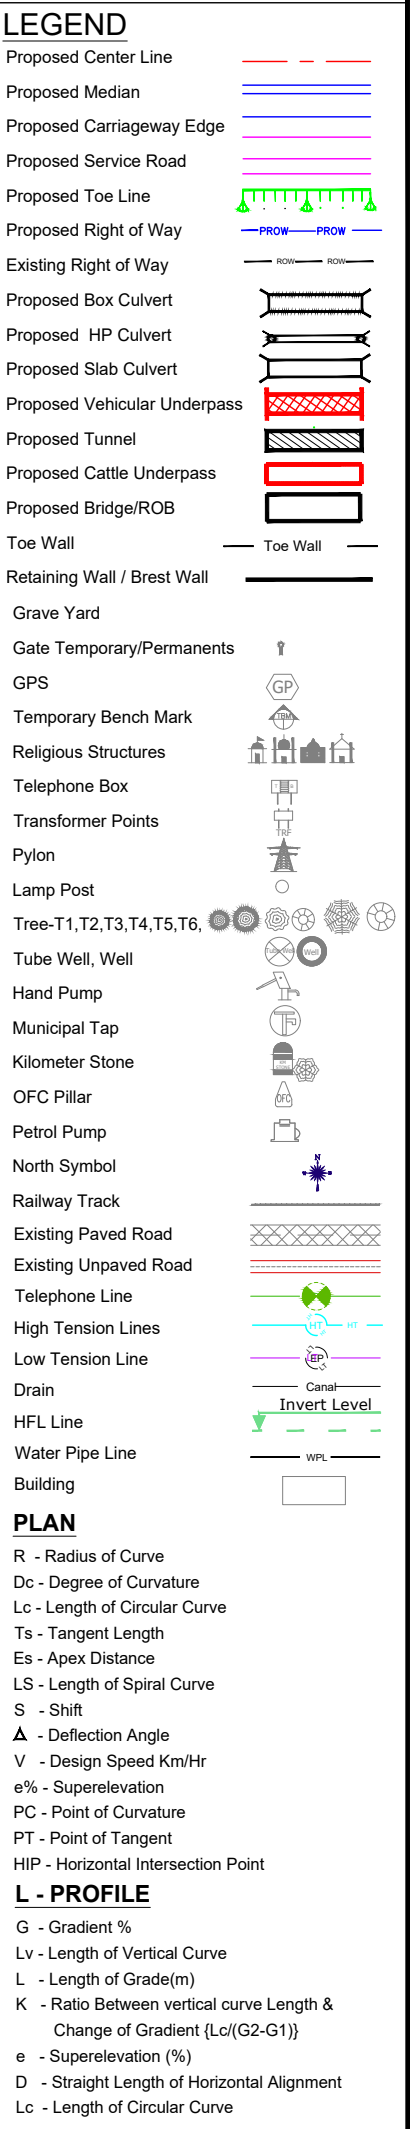 LEGEND
Proposed Center Line
Proposed Median
Proposed Carriageway Edge
Proposed Service Road
Proposed Toe Line
Proposed Right of Way PROW PROW
Existing Right of Way ROW ROW
Proposed Box Culvert
Proposed HP Culvert
Proposed Slab Culvert
Proposed Vehicular Underpass
Proposed Tunnel
Proposed Cattle Underpass
Proposed Bridge/ROB
Toe Wall Toe Wall
Retaining Wall / Brest Wall
Grave Yard
Gate Temporary/Permanents
GPS GP
Temporary Bench Mark TBM
Religious Structures
Telephone Box T B
Transformer Points TRF
Pylon
Lamp Post
Tree-T1,T2,T3,T4,T5,T6,
Tube Well, Well Tube Well Well
Hand Pump
Municipal Tap T
Kilometer Stone KM STONE
OFC Pillar OFC
Petrol Pump
North Symbol N
Railway Track
Existing Paved Road
Existing Unpaved Road
Telephone Line
High Tension Lines HT HT
Low Tension Line EP
Drain Canal
Invert Level
HFL Line
Water Pipe Line WPL
Building
PLAN
R - Radius of Curve
Dc - Degree of Curvature
Lc - Length of Circular Curve
Ts - Tangent Length
Es - Apex Distance
LS - Length of Spiral Curve
S - Shift
Δ - Deflection Angle
V - Design Speed Km/Hr
e% - Superelevation
PC - Point of Curvature
PT - Point of Tangent
HIP - Horizontal Intersection Point
L - PROFILE
G - Gradient %
Lv - Length of Vertical Curve
L - Length of Grade(m)
K - Ratio Between vertical curve Length &
Change of Gradient {Lc/(G2-G1)}
e - Superelevation (%)
D - Straight Length of Horizontal Alignment
Lc - Length of Circular Curve